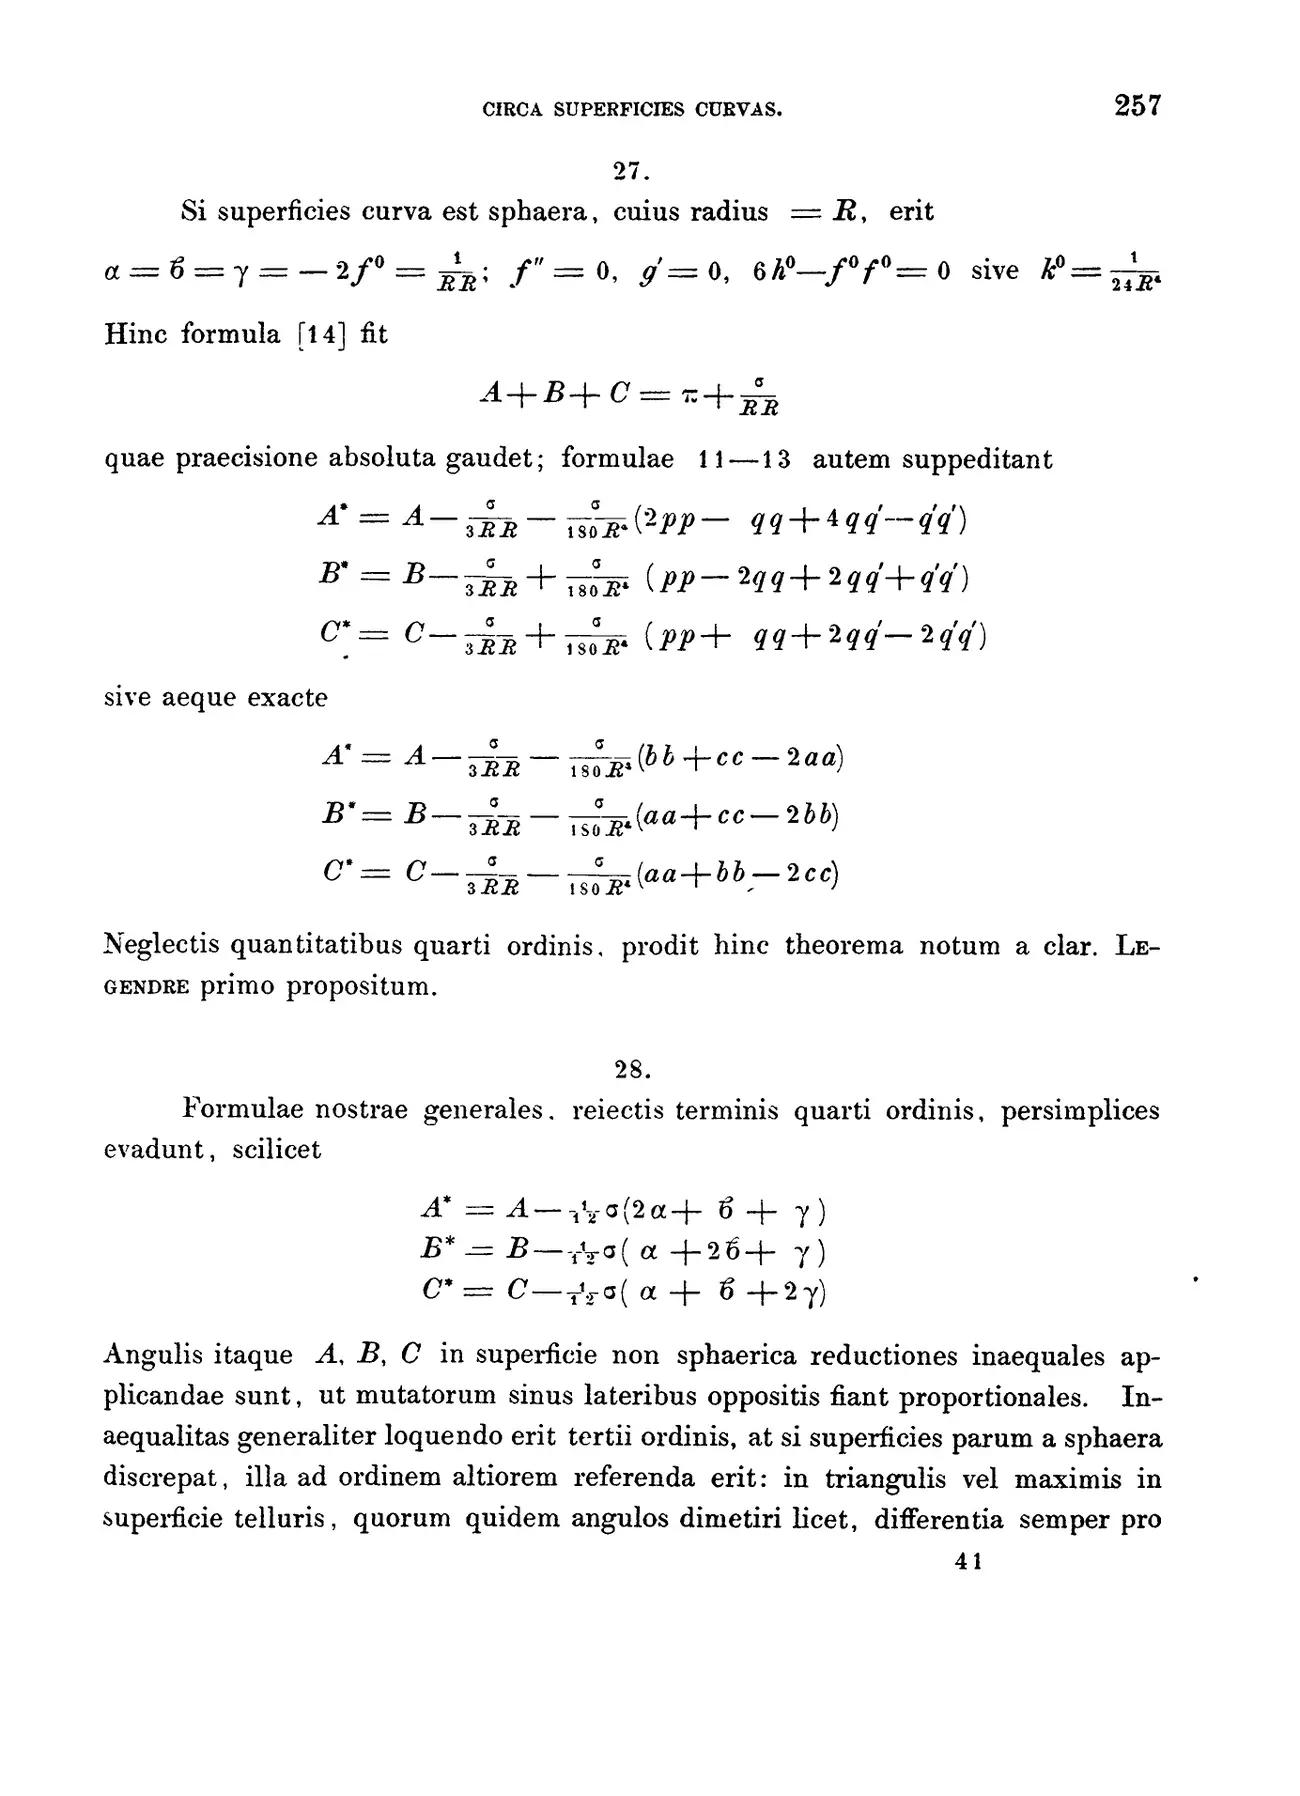 CIRCA SUPERFICIES CURVAS. 257
27.
Si superficies curva est sphaera, cuius radius = R, erit
α = ϐ = γ = — 2f⁰ = 1/RR; f″ = 0, g′ = 0, 6h⁰—f⁰f⁰ = 0 sive h⁰ = 1/24R⁴
Hinc formula [14] fit
A+B+C = π+σ/RR
quae praecisione absoluta gaudet; formulae 11—13 autem suppeditant
A* = A—σ/3RR — σ/180R⁴(2pp— qq+4qq′—q′q′)
B* = B—σ/3RR + σ/180R⁴ (pp—2qq+2qq′+q′q′)
C* = C—σ/3RR + σ/180R⁴ (pp+ qq+2qq′—2q′q′)
sive aeque exacte
A* = A—σ/3RR — σ/180R⁴(bb+cc—2aa)
B* = B—σ/3RR — σ/180R⁴(aa+cc—2bb)
C* = C—σ/3RR — σ/180R⁴(aa+bb—2cc)
Neglectis quantitatibus quarti ordinis, prodit hinc theorema notum a clar. LE-
GENDRE primo propositum.
28.
Formulae nostrae generales, reiectis terminis quarti ordinis, persimplices
evadunt, scilicet
A* = A—1/12σ(2α+ ϐ + γ)
B* = B—1/12σ( α +2ϐ+ γ)
C* = C—1/12σ( α + ϐ +2γ)
Angulis itaque A, B, C in superficie non sphaerica reductiones inaequales ap-
plicandae sunt, ut mutatorum sinus lateribus oppositis fiant proportionales. In-
aequalitas generaliter loquendo erit tertii ordinis, at si superficies parum a sphaera
discrepat, illa ad ordinem altiorem referenda erit: in triangulis vel maximis in
superficie telluris, quorum quidem angulos dimetiri licet, differentia semper pro
41